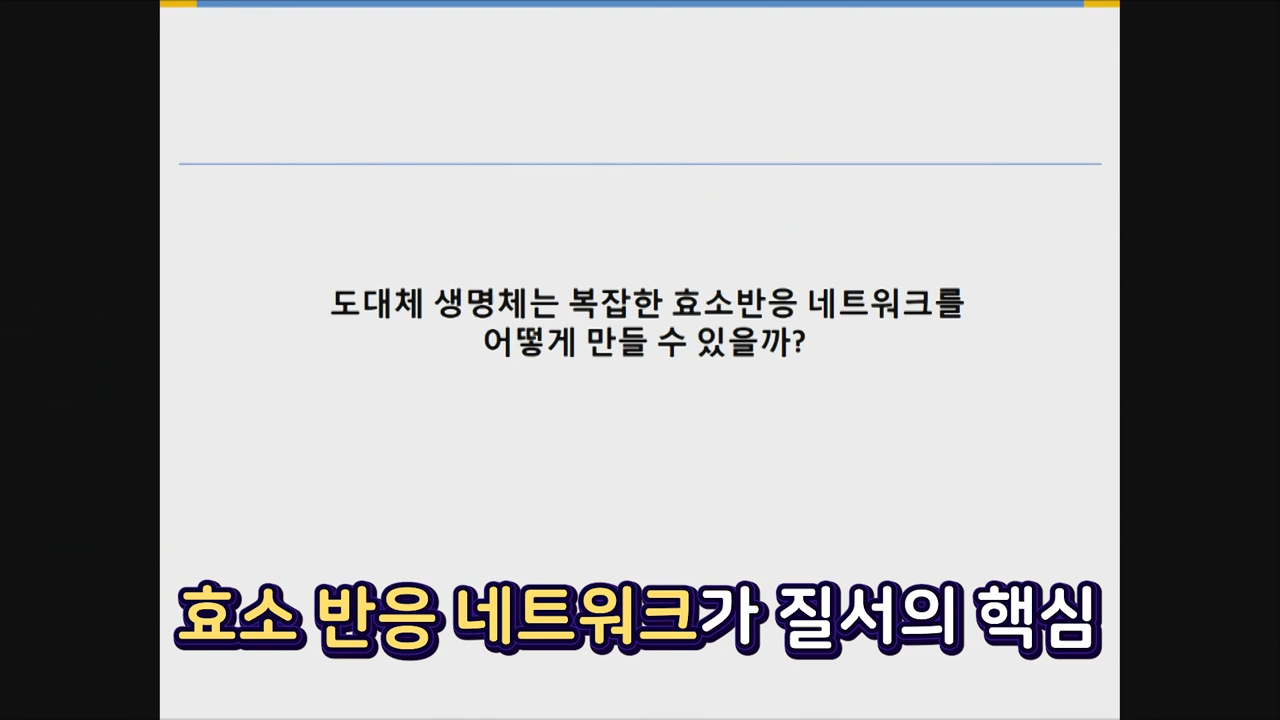 도대체 생명체는 복잡한 효소반응 네트워크를
어떻게 만들 수 있을까?
효소 반응 네트워크가 질서의 핵심